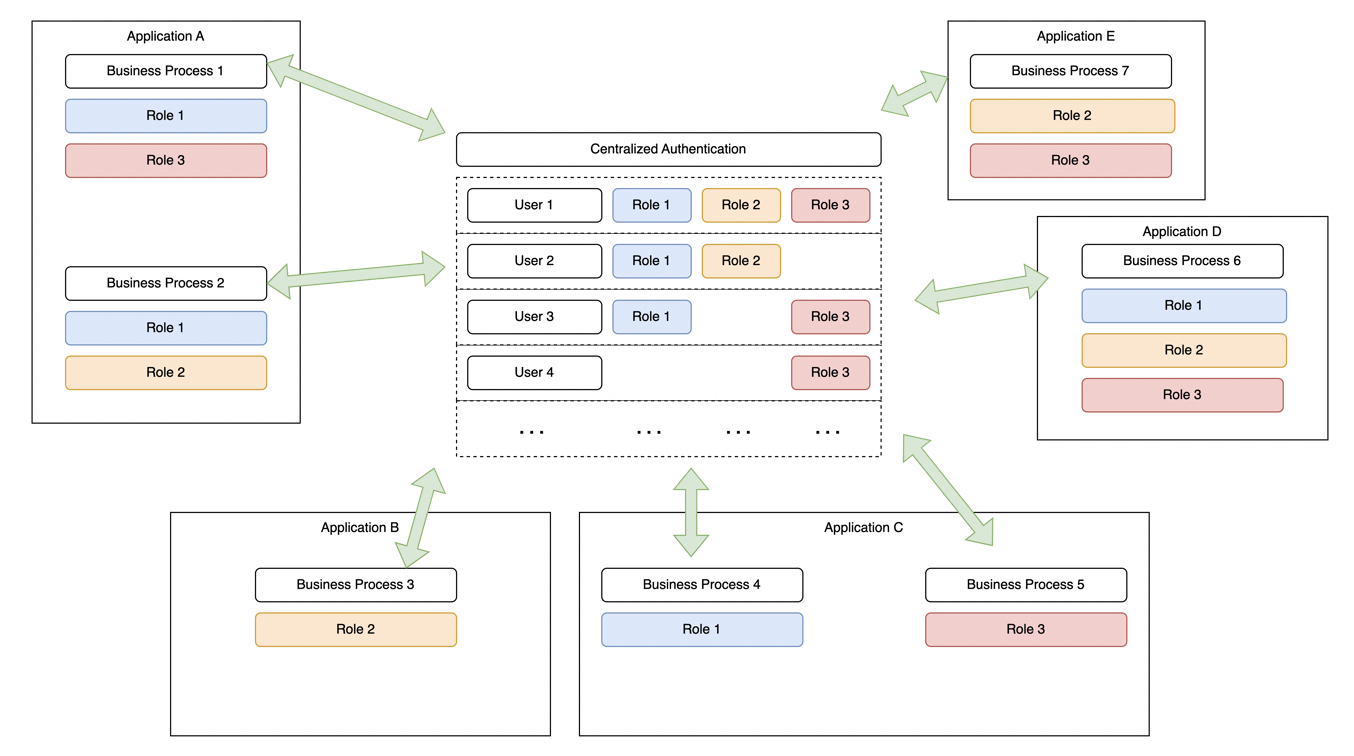 Application A
Business Process 1
Role 1
Role 3
Business Process 2
Role 1
Role 2
Centralized Authentication
User 1 Role 1 Role 2 Role 3
User 2 Role 1 Role 2
User 3 Role 1 Role 3
User 4 Role 3
... ... ... ...
Application E
Business Process 7
Role 2
Role 3
Application D
Business Process 6
Role 1
Role 2
Role 3
Application B
Business Process 3
Role 2
Application C
Business Process 4
Role 1
Business Process 5
Role 3